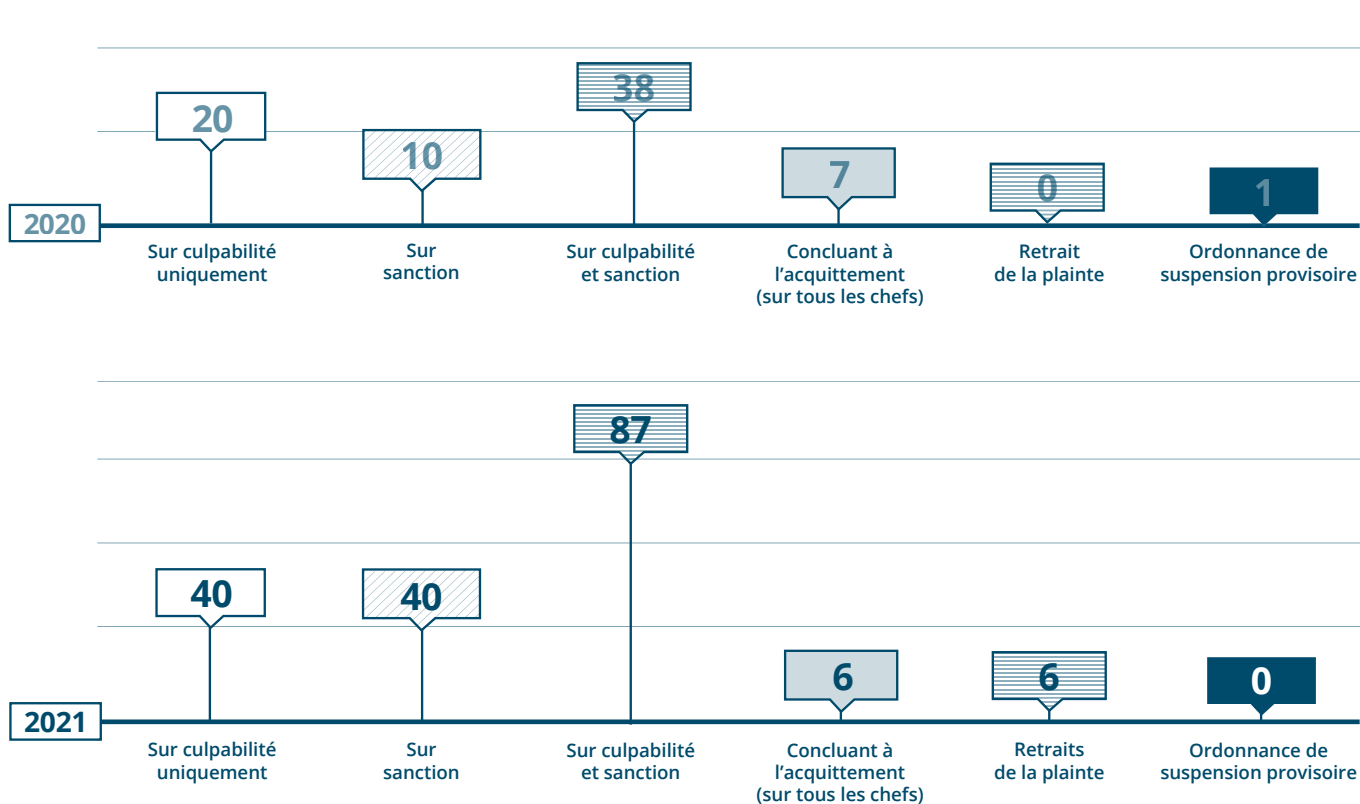 20
10
38
7
0
1
2020
Sur culpabilité
uniquement
Sur
sanction
Sur culpabilité
et sanction
Concluant à
l’acquittement
(sur tous les chefs)
Retrait
de la plainte
Ordonnance de
suspension provisoire
40
40
87
6
6
0
2021
Sur culpabilité
uniquement
Sur
sanction
Sur culpabilité
et sanction
Concluant à
l’acquittement
(sur tous les chefs)
Retraits
de la plainte
Ordonnance de
suspension provisoire